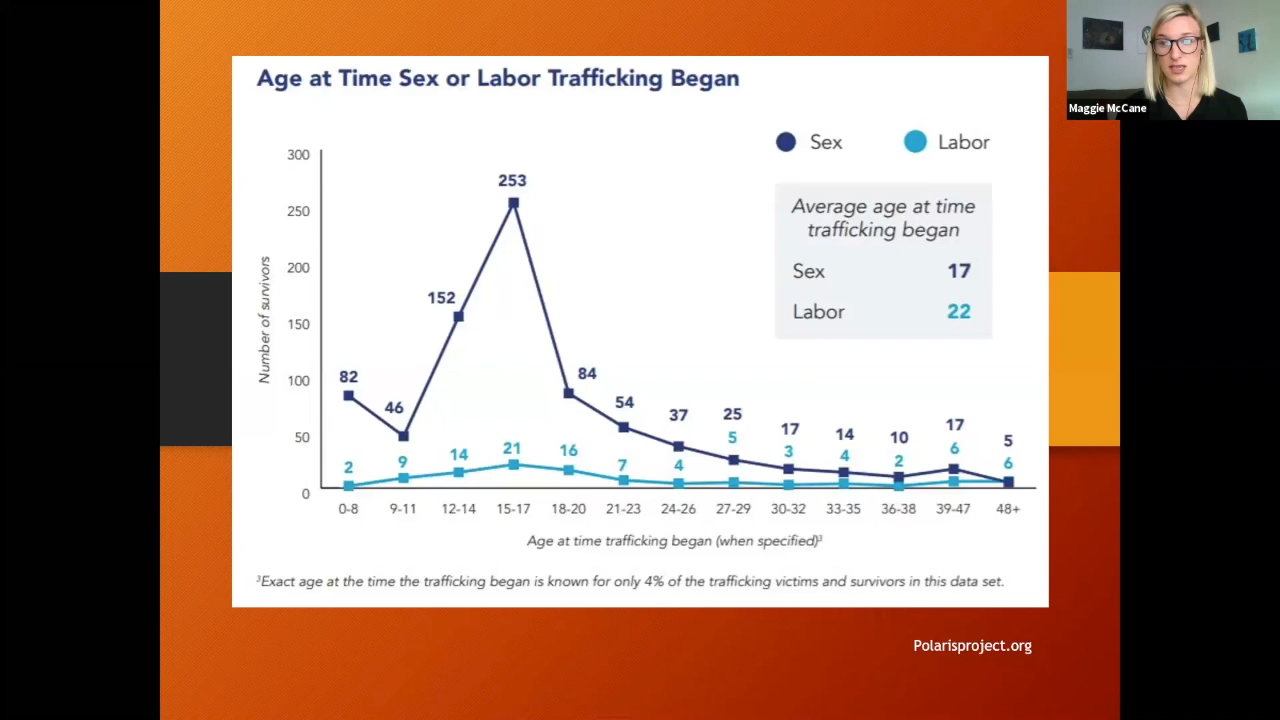 Age at Time Sex or Labor Trafficking Began
Maggie McCane
Sex Labor
Average age at time
trafficking began
Sex 17
Labor 22
Number of survivors
300
250
200
150
100
50
0
82 46 152 253 84 54 37 25 17 14 10 17 5
2 9 14 21 16 7 4 5 3 4 2 6 6
0-8 9-11 12-14 15-17 18-20 21-23 24-26 27-29 30-32 33-35 36-38 39-47 48+
Age at time trafficking began (when specified)³
³Exact age at the time the trafficking began is known for only 4% of the trafficking victims and survivors in this data set.
Polarisproject.org